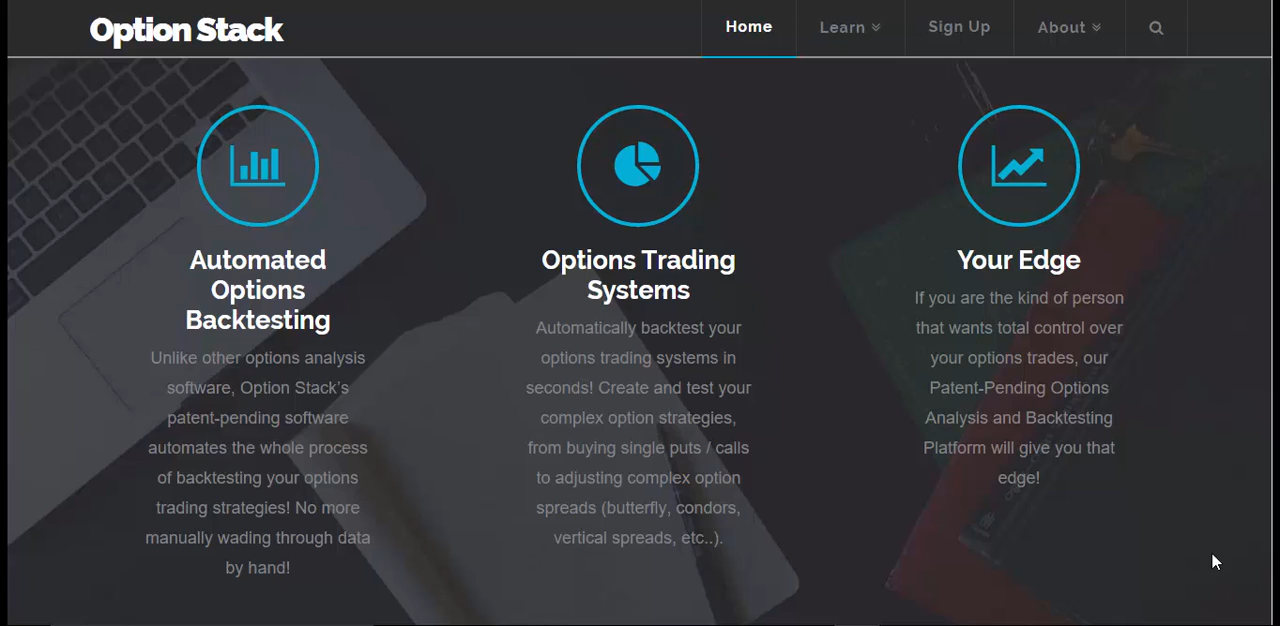 Option Stack
Home
Learn
Sign Up
About
Automated
Options
Backtesting
Unlike other options analysis
software, Option Stack's
patent-pending software
automates the whole process
of backtesting your options
trading strategies! No more
manually wading through data
by hand!
Options Trading
Systems
Automatically backtest your
options trading systems in
seconds! Create and test your
complex option strategies,
from buying single puts / calls
to adjusting complex option
spreads (butterfly, condors,
vertical spreads, etc..).
Your Edge
If you are the kind of person
that wants total control over
your options trades, our
Patent-Pending Options
Analysis and Backtesting
Platform will give you that
edge!